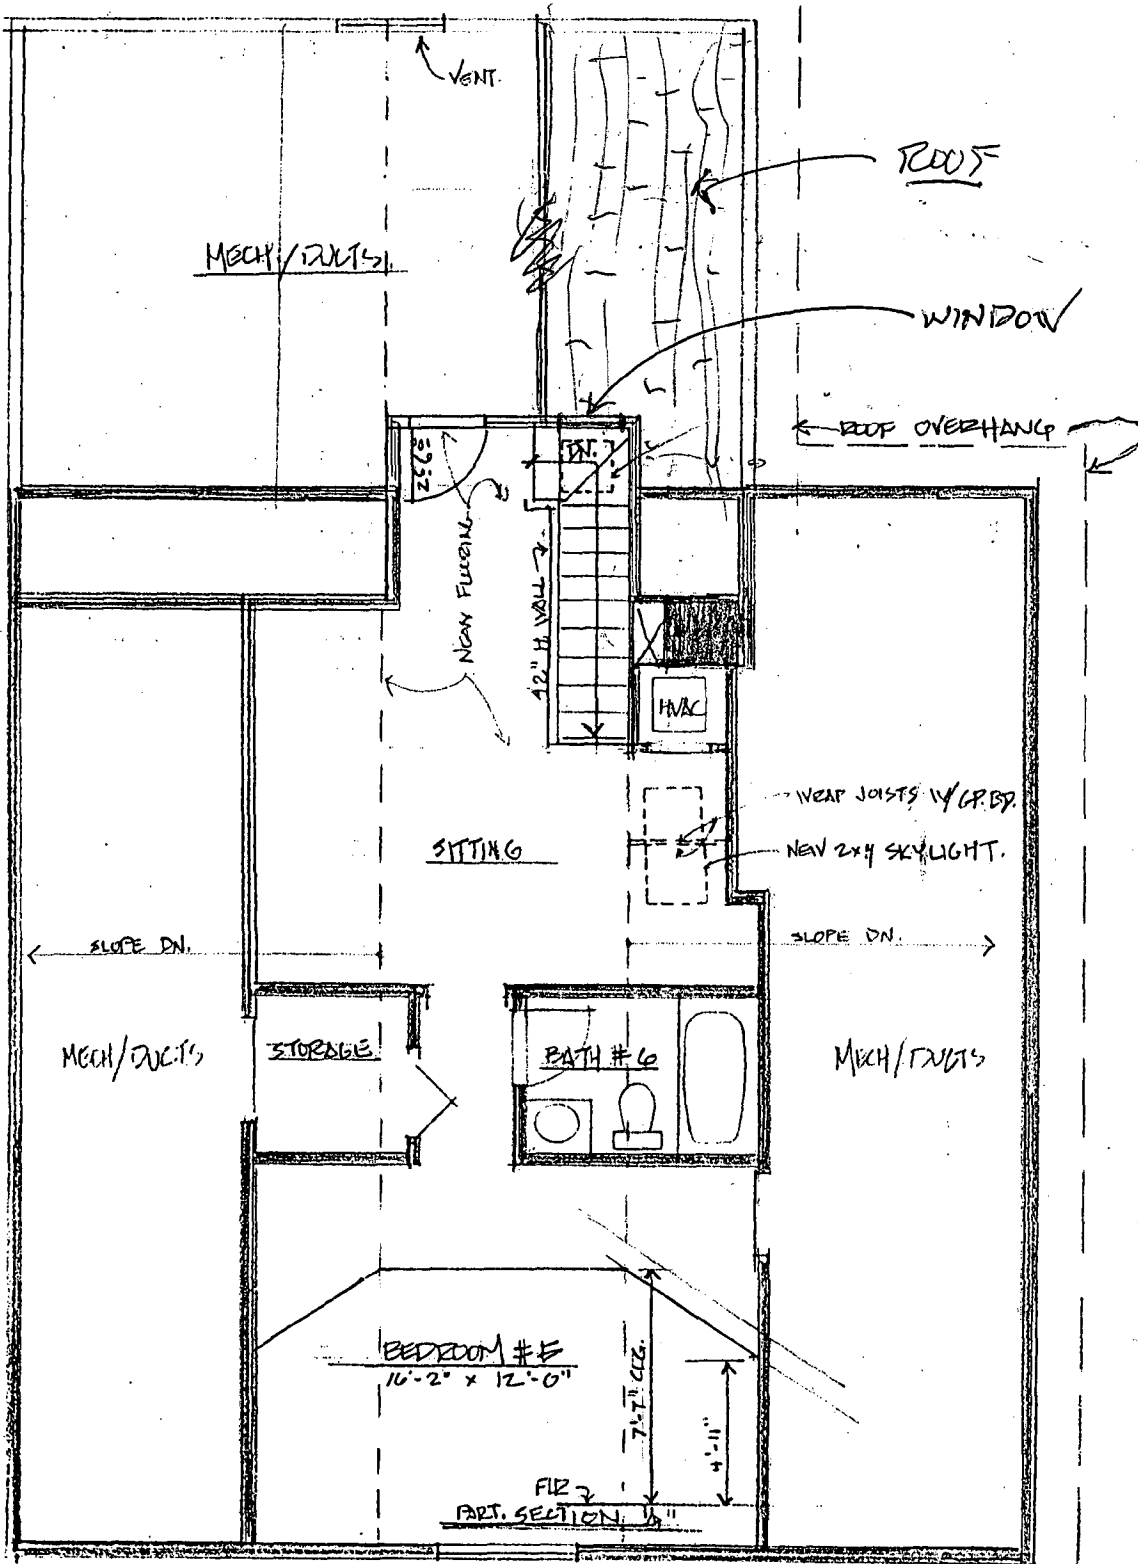 VENT.
ROOF
MECH/DUCTS
WINDOW
ROOF OVERHANG
DN.
42" H. WALL
HVAC
WRAP JOISTS W/ GP. BD.
NEW 2x4 SKYLIGHT.
SITTING
SLOPE DN.
SLOPE DN.
MECH/DUCTS
STORAGE
BATH #6
MECH/DUCTS
BEDROOM #5
16'-2" x 12'-0"
7'-7" CLG.
4'-11"
FLR
PART. SECTION 1/4"